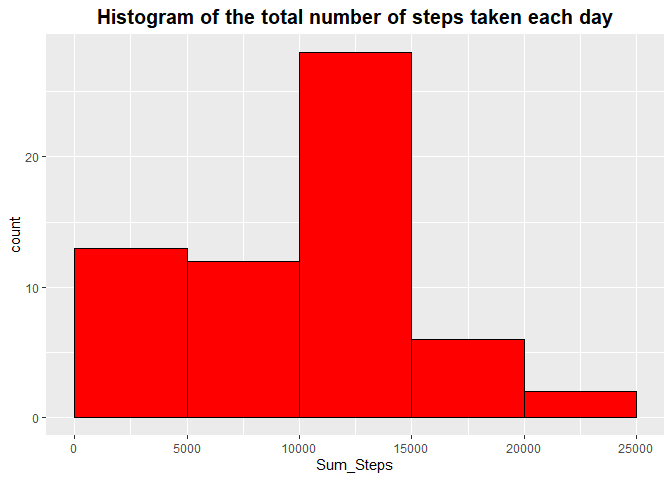 Histogram of the total number of steps taken each day
count
20
10
0
0 5000 10000 15000 20000 25000
Sum_Steps